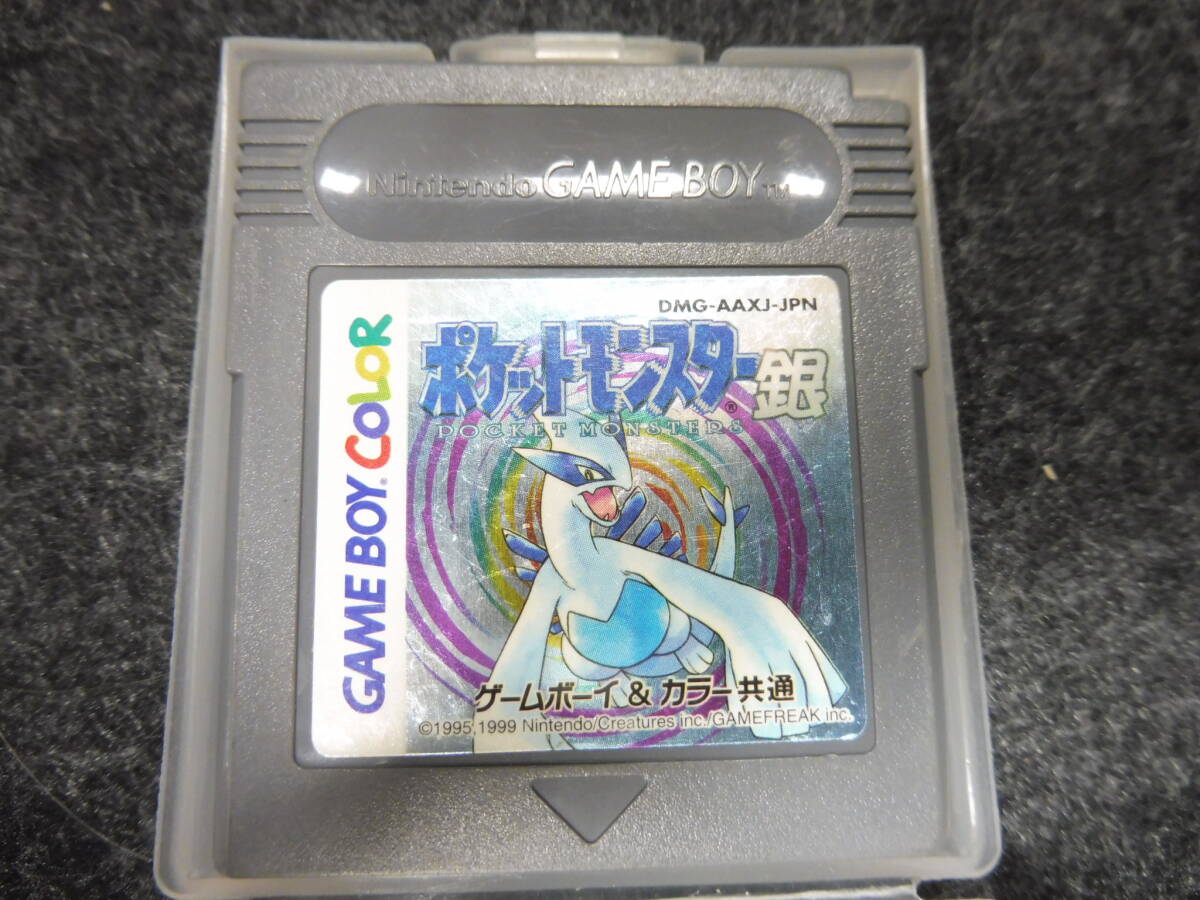 Nintendo GAME BOY™
DMG-AAXJ-JPN
GAME BOY® COLOR
ポケットモンスター®銀
POCKET MONSTERS
ゲームボーイ & カラー共通
©1995,1999 Nintendo/Creatures inc./GAMEFREAK inc.